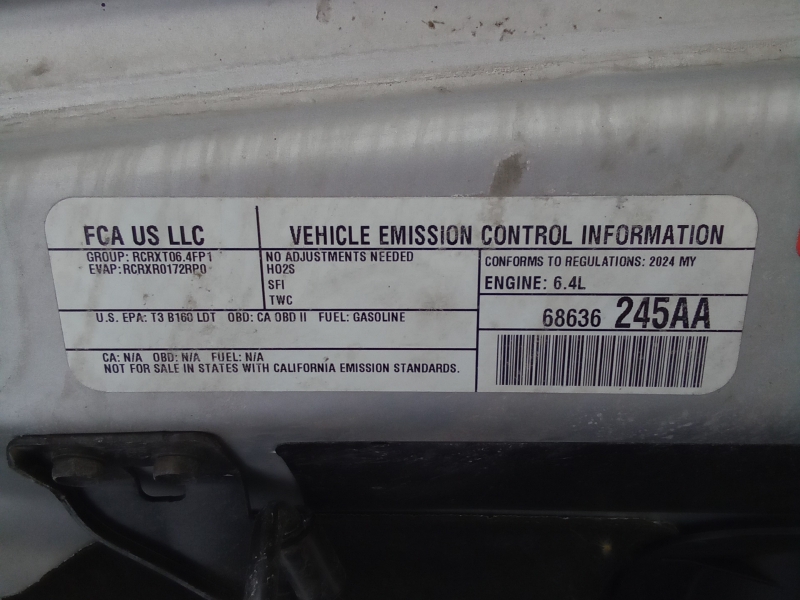 FCA US LLC
VEHICLE EMISSION CONTROL INFORMATION
GROUP: RCRXT06.4FP1
EVAP:RCRXR0172RP0
NO ADJUSTMENTS NEEDED
HO2S
SFI
TWC
CONFORMS TO REGULATIONS: 2024 MY
ENGINE: 6.4L
U.S. EPA: T3 B160 LDT OBD: CA OBD II FUEL: GASOLINE
68636 245AA
CA: N/A OBD: N/A FUEL: N/A
NOT FOR SALE IN STATES WITH CALIFORNIA EMISSION STANDARDS.